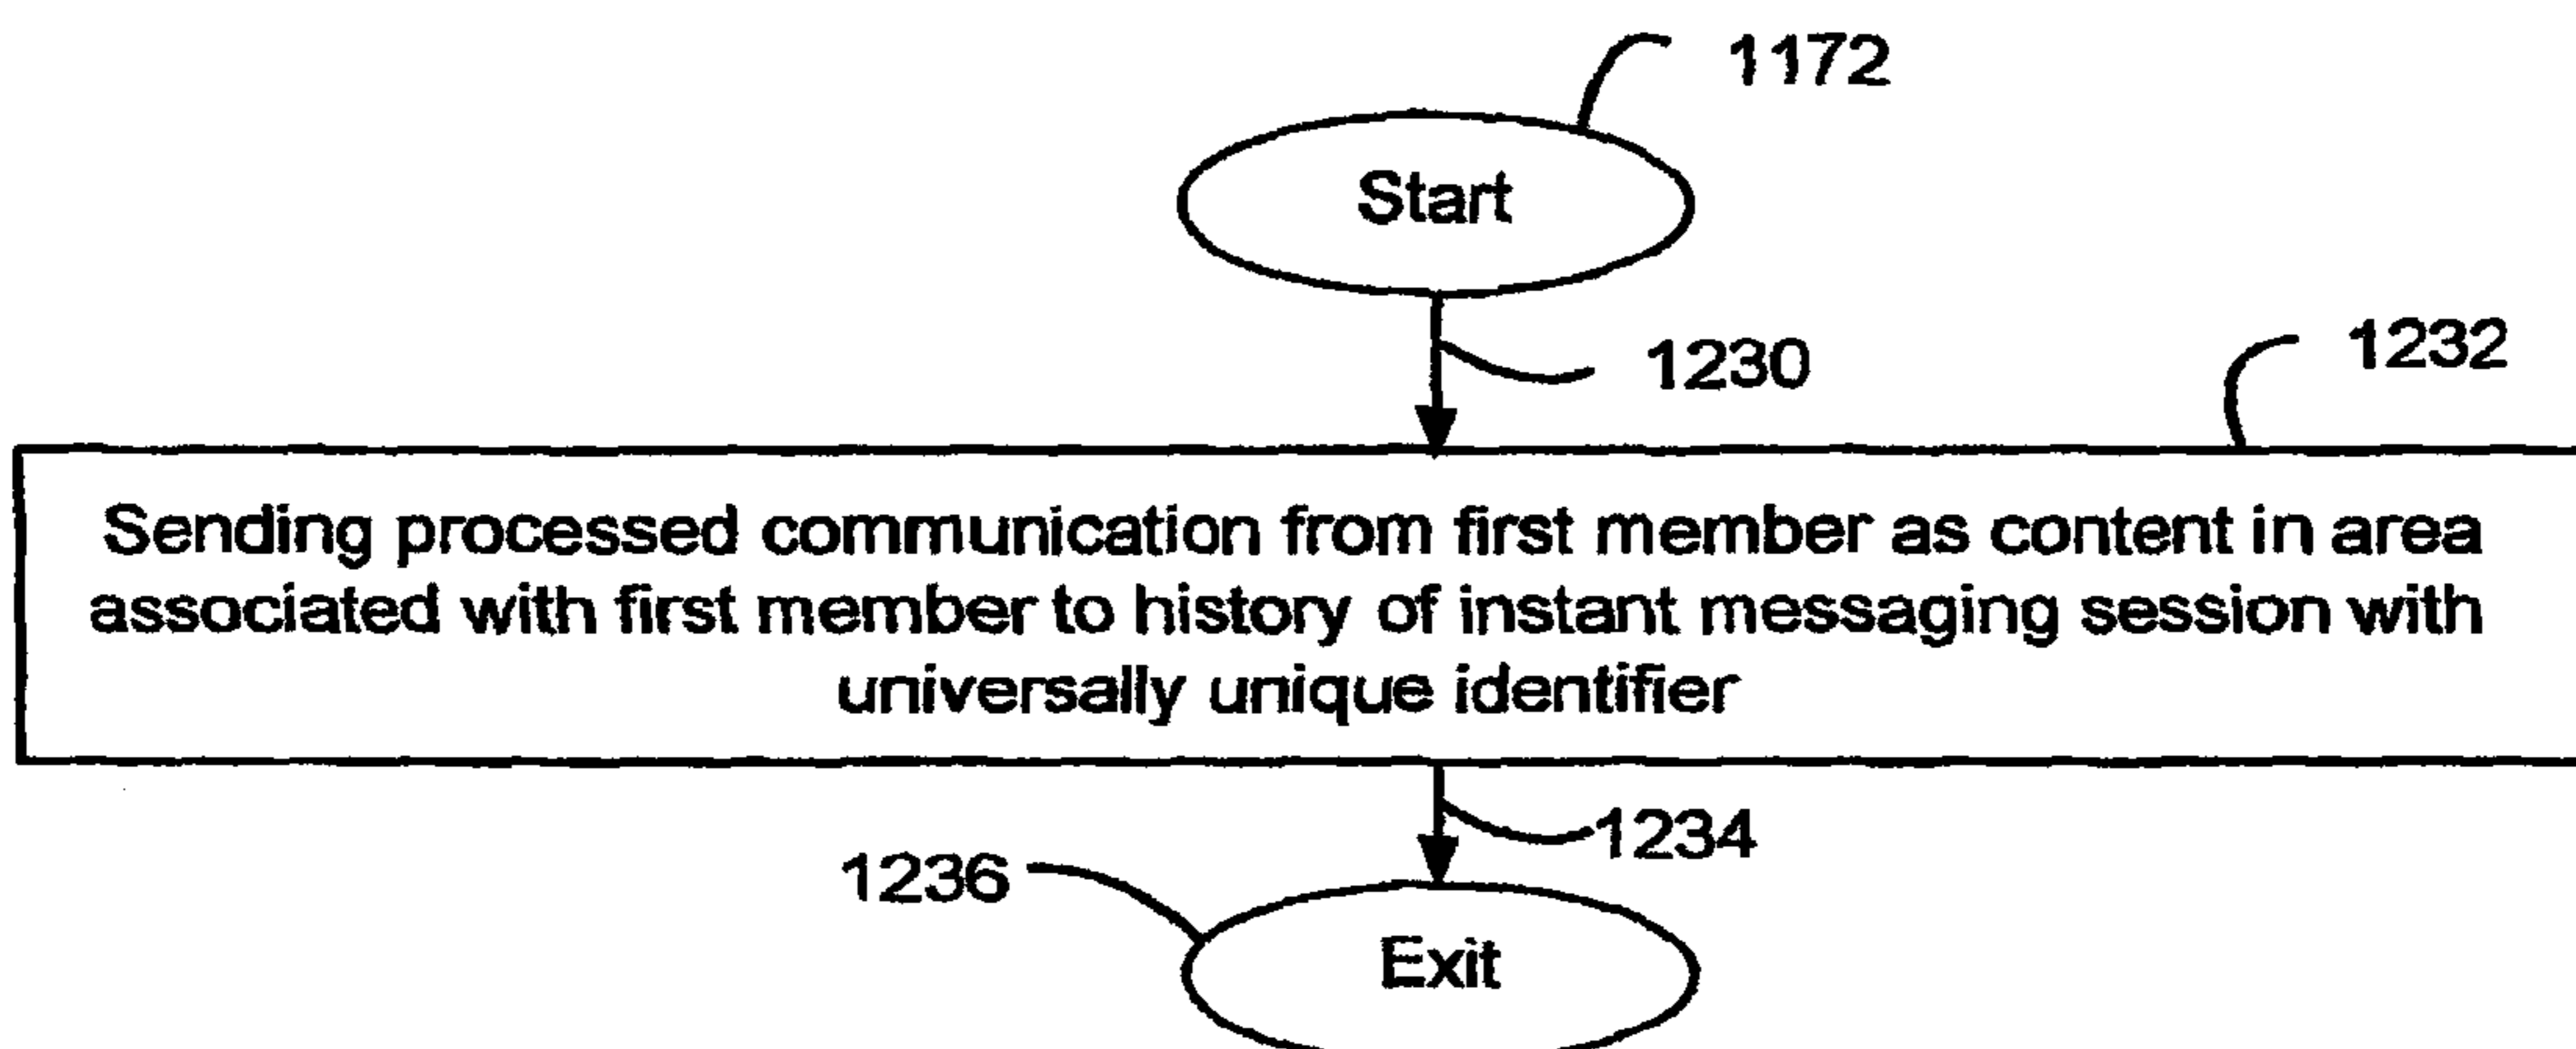 1172
Start
1230
1232
Sending processed communication from first member as content in area
associated with first member to history of instant messaging session with
universally unique identifier
1234
1236
Exit